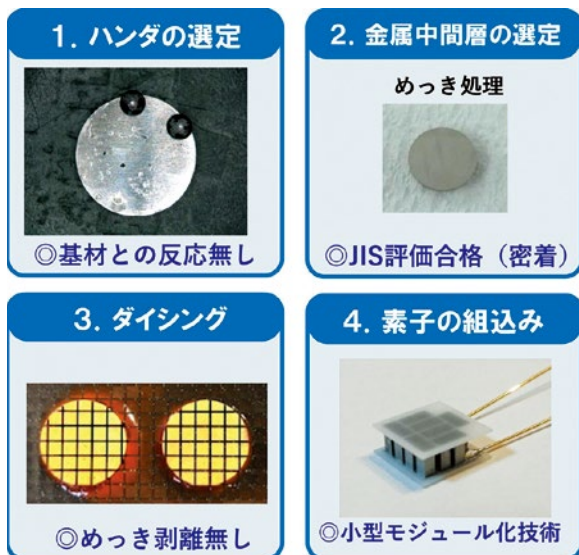 1. ハンダの選定
◎基材との反応無し
2. 金属中間層の選定
めっき処理
◎JIS評価合格（密着）
3. ダイシング
◎めっき剥離無し
4. 素子の組込み
◎小型モジュール化技術